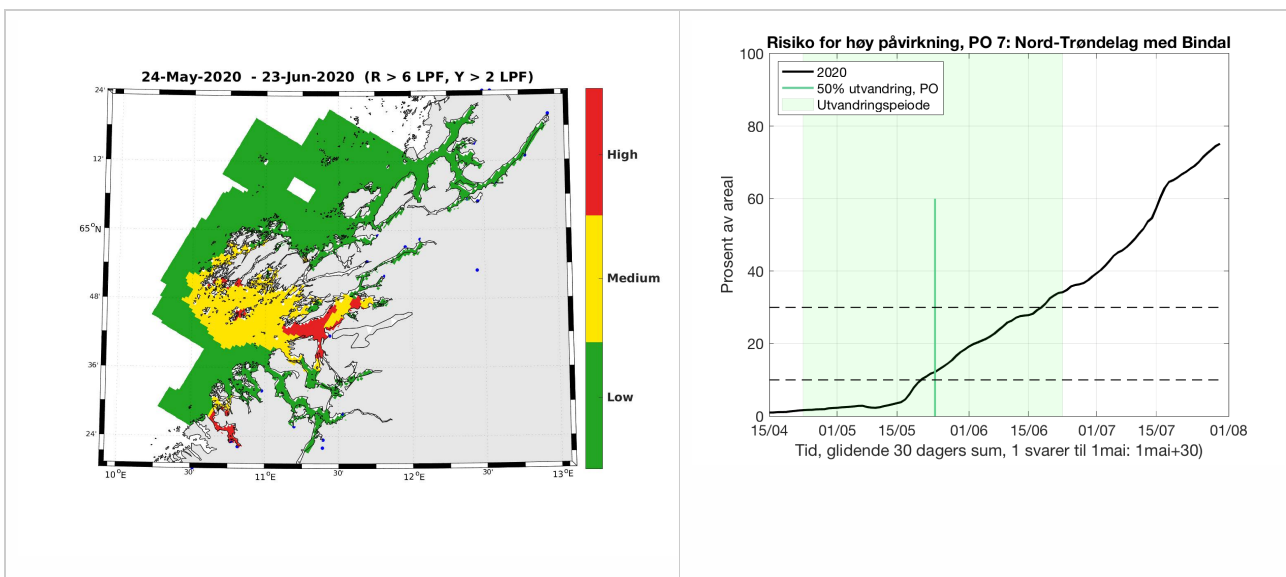 24-May-2020 - 23-Jun-2020 (R > 6 LPF, Y > 2 LPF)
24'
12'
65°N
48'
36'
24'
10°E
30'
11°E
30'
12°E
30'
13°E
High
Medium
Low
Risiko for høy påvirkning, PO 7: Nord-Trøndelag med Bindal
2020
50% utvandring, PO
Utvandringspeiode
100
80
60
40
20
0
Prosent av areal
15/04
01/05
15/05
01/06
15/06
01/07
15/07
01/08
Tid, glidende 30 dagers sum, 1 svarer til 1mai: 1mai+30)